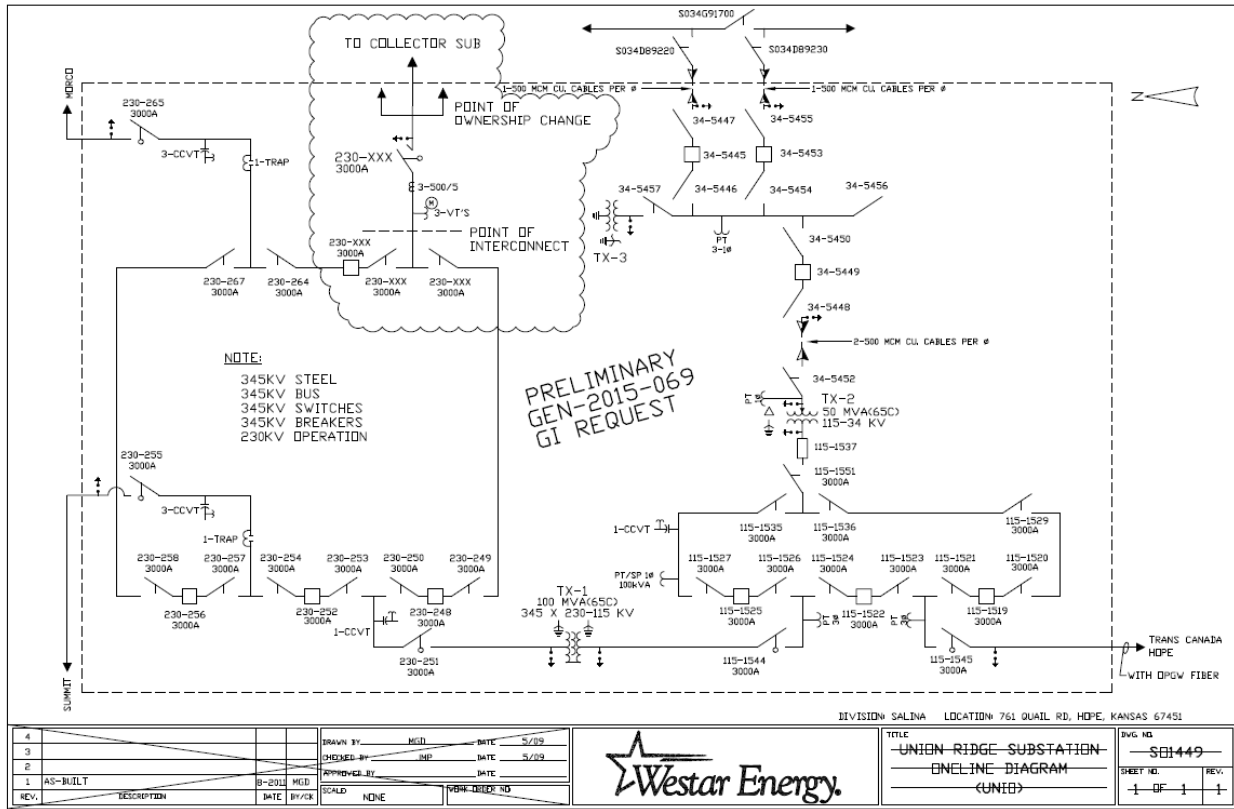 S034G91700
TO COLLECTOR SUB
S034D89220
S034D89230
MORCO
230-265
3000A
1-500 MCM CU. CABLES PER Ø
1-500 MCM CU. CABLES PER Ø
N
POINT OF
OWNERSHIP CHANGE
3-CCVT
1-TRAP
230-XXX
3000A
34-5447
34-5455
34-5445
34-5453
3-500/5
34-5457
34-5446
34-5454
34-5456
M
3-VT'S
POINT OF
INTERCONNECT
TX-3
PT
3-1Ø
34-5450
230-XXX
3000A
230-267
3000A
230-264
3000A
230-XXX
3000A
230-XXX
3000A
34-5449
34-5448
2-500 MCM CU. CABLES PER Ø
NOTE:
345KV STEEL
345KV BUS
345KV SWITCHES
345KV BREAKERS
230KV OPERATION
PRELIMINARY
GEN-2015-069
GI REQUEST
34-5452
PT
1Ø
TX-2
50 MVA(65C)
115-34 KV
115-1537
230-255
3000A
115-1551
3000A
3-CCVT
1-TRAP
1-CCVT
115-1535
3000A
115-1536
3000A
115-1529
3000A
230-258
3000A
230-257
3000A
230-254
3000A
230-253
3000A
230-250
3000A
230-249
3000A
115-1527
3000A
115-1526
3000A
115-1524
3000A
115-1523
3000A
115-1521
3000A
115-1520
3000A
PT/SP 1Ø
100kVA
230-256
3000A
230-252
3000A
230-248
3000A
TX-1
100 MVA(65C)
345 X 230-115 KV
115-1525
3000A
115-1522
3000A
115-1519
3000A
PT
3Ø
PT
3Ø
1-CCVT
230-251
3000A
115-1544
3000A
115-1545
3000A
TRANS CANADA
HOPE
WITH OPGW FIBER
SUMMIT
DIVISION: SALINA LOCATION: 761 QUAIL RD, HOPE, KANSAS 67451
4
3
2
1 AS-BUILT 8-2011 MGD
REV. DESCRIPTION DATE BY/CK
DRAWN BY MGD DATE 5/09
CHECKED BY JMP DATE 5/09
APPROVED BY DATE
SCALE: NONE WORK ORDER NO.
Westar Energy.
TITLE
UNION RIDGE SUBSTATION
ONELINE DIAGRAM
(UNIO)
DWG. NO.
SO1449
SHEET NO. REV.
1 OF 1 1